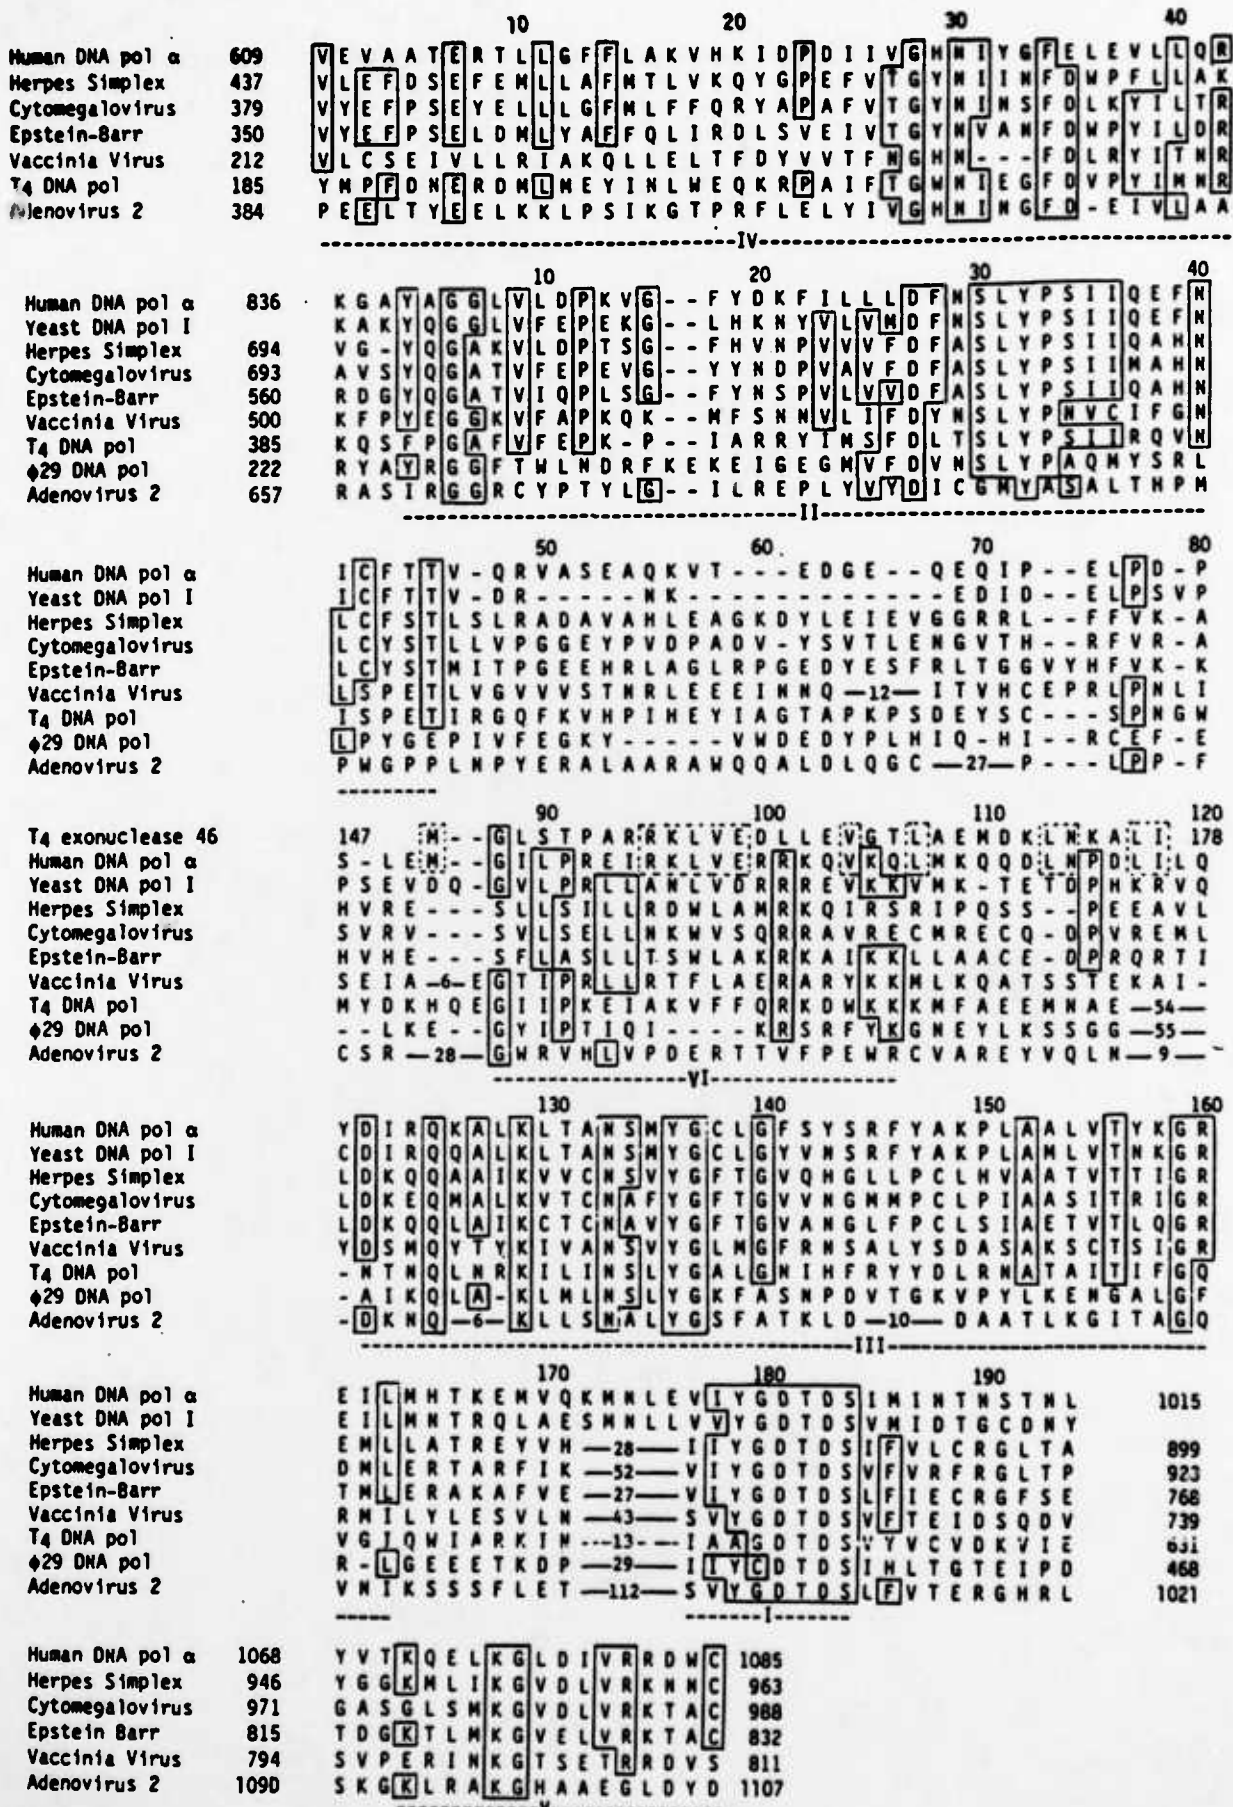 10 20 30 40
Human DNA pol α 609 V E V A A T E R T L L G F F L A K V H K I D P D I I V G H N I Y G F E L E V L L Q R
Herpes Simplex 437 V L E F D S E F E M L L A F M T L V K Q Y G P E F V T G Y N I I N F D W P F L L A K
Cytomegalovirus 379 V Y E F P S E Y E L L L G F M L F F Q R Y A P A F V T G Y N I N S F D L K Y I L T R
Epstein-Barr 350 V Y E F P S E L D M L Y A F F Q L I R D L S V E I V T G Y N V A N F D W P Y I L D R
Vaccinia Virus 212 V L C S E I V L L R I A K Q L L E L T F D Y V V T F N G H N - - - F D L R Y I T N R
T4 DNA pol 185 Y M P F D N E R D M L M E Y I N L W E Q K R P A I F T G W N I E G F D V P Y I M N R
Adenovirus 2 384 P E E L T Y E E L K K L P S I K G T P R F L E L Y I V G H N I N G F D - E I V L A A
IV
10 20 30 40
Human DNA pol α 836 K G A Y A G G L V L D P K V G - - F Y D K F I L L L D F N S L Y P S I I Q E F N
Yeast DNA pol I K A K Y Q G G L V F E P E K G - - L H K N Y V L V M D F N S L Y P S I I Q E F N
Herpes Simplex 694 V G - Y Q G A K V L D P T S G - - F H V N P V V V F D F A S L Y P S I I Q A H N
Cytomegalovirus 693 A V S Y Q G A T V F E P E V G - - Y Y N D P V A V F D F A S L Y P S I I M A H N
Epstein-Barr 560 R D G Y Q G A T V I Q P L S G - - F Y N S P V L V V D F A S L Y P S I I Q A H N
Vaccinia Virus 500 K F P Y E G G K V F A P K Q K - - M F S N N V L I F D Y N S L Y P N V C I F G N
T4 DNA pol 385 K Q S F P G A F V F E P K - P - - I A R R Y I M S F D L T S L Y P S I I R Q V N
φ29 DNA pol 222 R Y A Y R G G F T W L N D R F K E K E I G E G M V F D V N S L Y P A Q M Y S R L
Adenovirus 2 657 R A S I R G G R C Y P T Y L G - - I L R E P L Y V Y D I C G M Y A S A L T H P M
II
50 60 70 80
Human DNA pol α I C F T T V - Q R V A S E A Q K V T - - - E D G E - - Q E Q I P - - E L P D - P
Yeast DNA pol I I C F T T V - D R - - - - - - N K - - - - - - - - - - E D I D - - E L P S V P
Herpes Simplex L C F S T L S L R A D A V A H L E A G K D Y L E I E V G G R R L - - F F V K - A
Cytomegalovirus L C Y S T L L V P G G E Y P V D P A D V - Y S V T L E N G V T H - - R F V R - A
Epstein-Barr L C Y S T M I T P G E E H R L A G L R P G E D Y E S F R L T G G V Y H F V K - K
Vaccinia Virus L S P E T L V G V V V S T N R L E E E I N N Q —12— I T V H C E P R L P N L I
T4 DNA pol I S P E T I R G Q F K V H P I H E Y I A G T A P K P S D E Y S C - - - S P N G W
φ29 DNA pol L P Y G E P I V F E G K Y - - - - - V W D E D Y P L H I Q - H I - - R C E F - E
Adenovirus 2 P W G P P L N P Y E R A L A A R A W Q Q A L D L Q G C —27— P - - - L P P - F
90 100 110 120
T4 exonuclease 46 147 M - - G L S T P A R R K L V E D L L E V G T L A E M D K L N K A L I 178
Human DNA pol α S - L E M - - G I L P R E I R K L V E R R K Q V K Q L M K Q Q D L N P D L I L Q
Yeast DNA pol I P S E V D Q - G V L P R L L A N L V D R R R E V K K V M K - T E T D P H K R V Q
Herpes Simplex H V R E - - - S L L S I L L R D W L A M R K Q I R S R I P Q S S - - P E E A V L
Cytomegalovirus S V R V - - - S V L S E L L N K W V S Q R R A V R E C M R E C Q - D P V R E M L
Epstein-Barr H V H E - - - S F L A S L L T S W L A K R K A I K K L L A A C E - D P R Q R T I
Vaccinia Virus S E I A —6— E G T I P R L L R T F L A E R A R Y K K M L K Q A T S S T E K A I -
T4 DNA pol M Y D K H Q E G I I P K E I A K V F F Q R K D W K K K M F A E E M N A E —54—
φ29 DNA pol - - L K E - - G Y I P T I Q I - - - - K R S R F Y K G N E Y L K S S G G —55—
Adenovirus 2 C S R —28— G W R V H L V P D E R T T V F P E W R C V A R E Y V Q L N —9—
VI
130 140 150 160
Human DNA pol α Y D I R Q K A L K L T A N S M Y G C L G F S Y S R F Y A K P L A A L V T Y K G R
Yeast DNA pol I C D I R Q Q A L K L T A N S M Y G C L G Y V N S R F Y A K P L A M L V T N K G R
Herpes Simplex L D K Q Q A A I K V V C N S V Y G F T G V Q H G L L P C L H V A A T V T T I G R
Cytomegalovirus L D K E Q M A L K V T C N A F Y G F T G V V N G M M P C L P I A A S I T R I G R
Epstein-Barr L D K Q Q L A I K C T C N A V Y G F T G V A N G L F P C L S I A E T V T L Q G R
Vaccinia Virus Y D S M Q Y T Y K I V A N S V Y G L M G F R N S A L Y S D A S A K S C T S I G R
T4 DNA pol - N T N Q L N R K I L I N S L Y G A L G N I H F R Y Y D L R N A T A I T I F G Q
φ29 DNA pol - A I K Q L A - K L M L N S L Y G K F A S N P D V T G K V P Y L K E N G A L G F
Adenovirus 2 - D K N Q —6— K L L S N A L Y G S F A T K L D —10— D A A T L K G I T A G Q
III
170 180 190
Human DNA pol α E I L M H T K E M V Q K M N L E V I Y G D T D S I M I N T N S T N L 1015
Yeast DNA pol I E I L M N T R Q L A E S M N L L V V Y G D T D S V M I D T G C D N Y
Herpes Simplex E M L L A T R E Y V H —28— I I Y G D T D S I F V L C R G L T A 899
Cytomegalovirus D M L E R T A R F I K —52— V I Y G D T D S V F V R F R G L T P 923
Epstein-Barr T M L E R A K A F V E —27— V I Y G D T D S L F I E C R G F S E 768
Vaccinia Virus R M I L Y L E S V L N —43— S V Y G D T D S V F T E I D S Q D V 739
T4 DNA pol V G I Q W I A R K I N ---13--- I A A G D T D S V Y V C V D K V I E 631
φ29 DNA pol R - L G E E E T K D P —29— I I Y C D T D S I H L T G T E I P D 468
Adenovirus 2 V N I K S S S F L E T —112— S V Y G D T D S L F V T E R G H R L 1021
I
Human DNA pol α 1068 Y V T K Q E L K G L D I V R R D W C 1085
Herpes Simplex 946 Y G G K M L I K G V D L V R K N N C 963
Cytomegalovirus 971 G A S G L S M K G V D L V R K T A C 988
Epstein Barr 815 T D G K T L M K G V E L V R K T A C 832
Vaccinia Virus 794 S V P E R I N K G T S E T R R D V S 811
Adenovirus 2 1090 S K G K L R A K G H A A E G L D Y D 1107